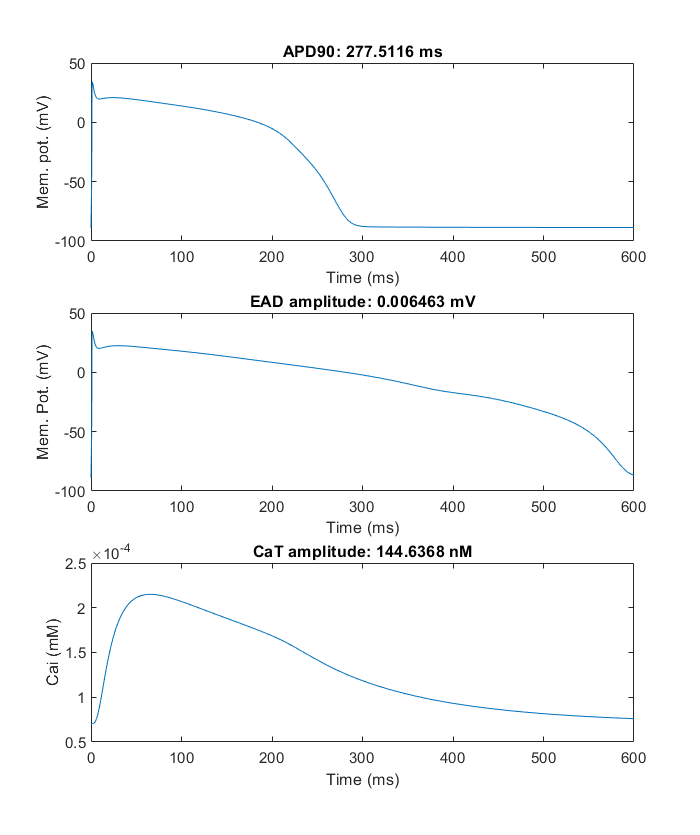 APD90: 277.5116 ms
50
0
-50
-100
Mem. pot. (mV)
0 100 200 300 400 500 600
Time (ms)
EAD amplitude: 0.006463 mV
50
0
-50
-100
Mem. Pot. (mV)
0 100 200 300 400 500 600
Time (ms)
×10-4
CaT amplitude: 144.6368 nM
2.5
2
1.5
1
0.5
Cai (mM)
0 100 200 300 400 500 600
Time (ms)